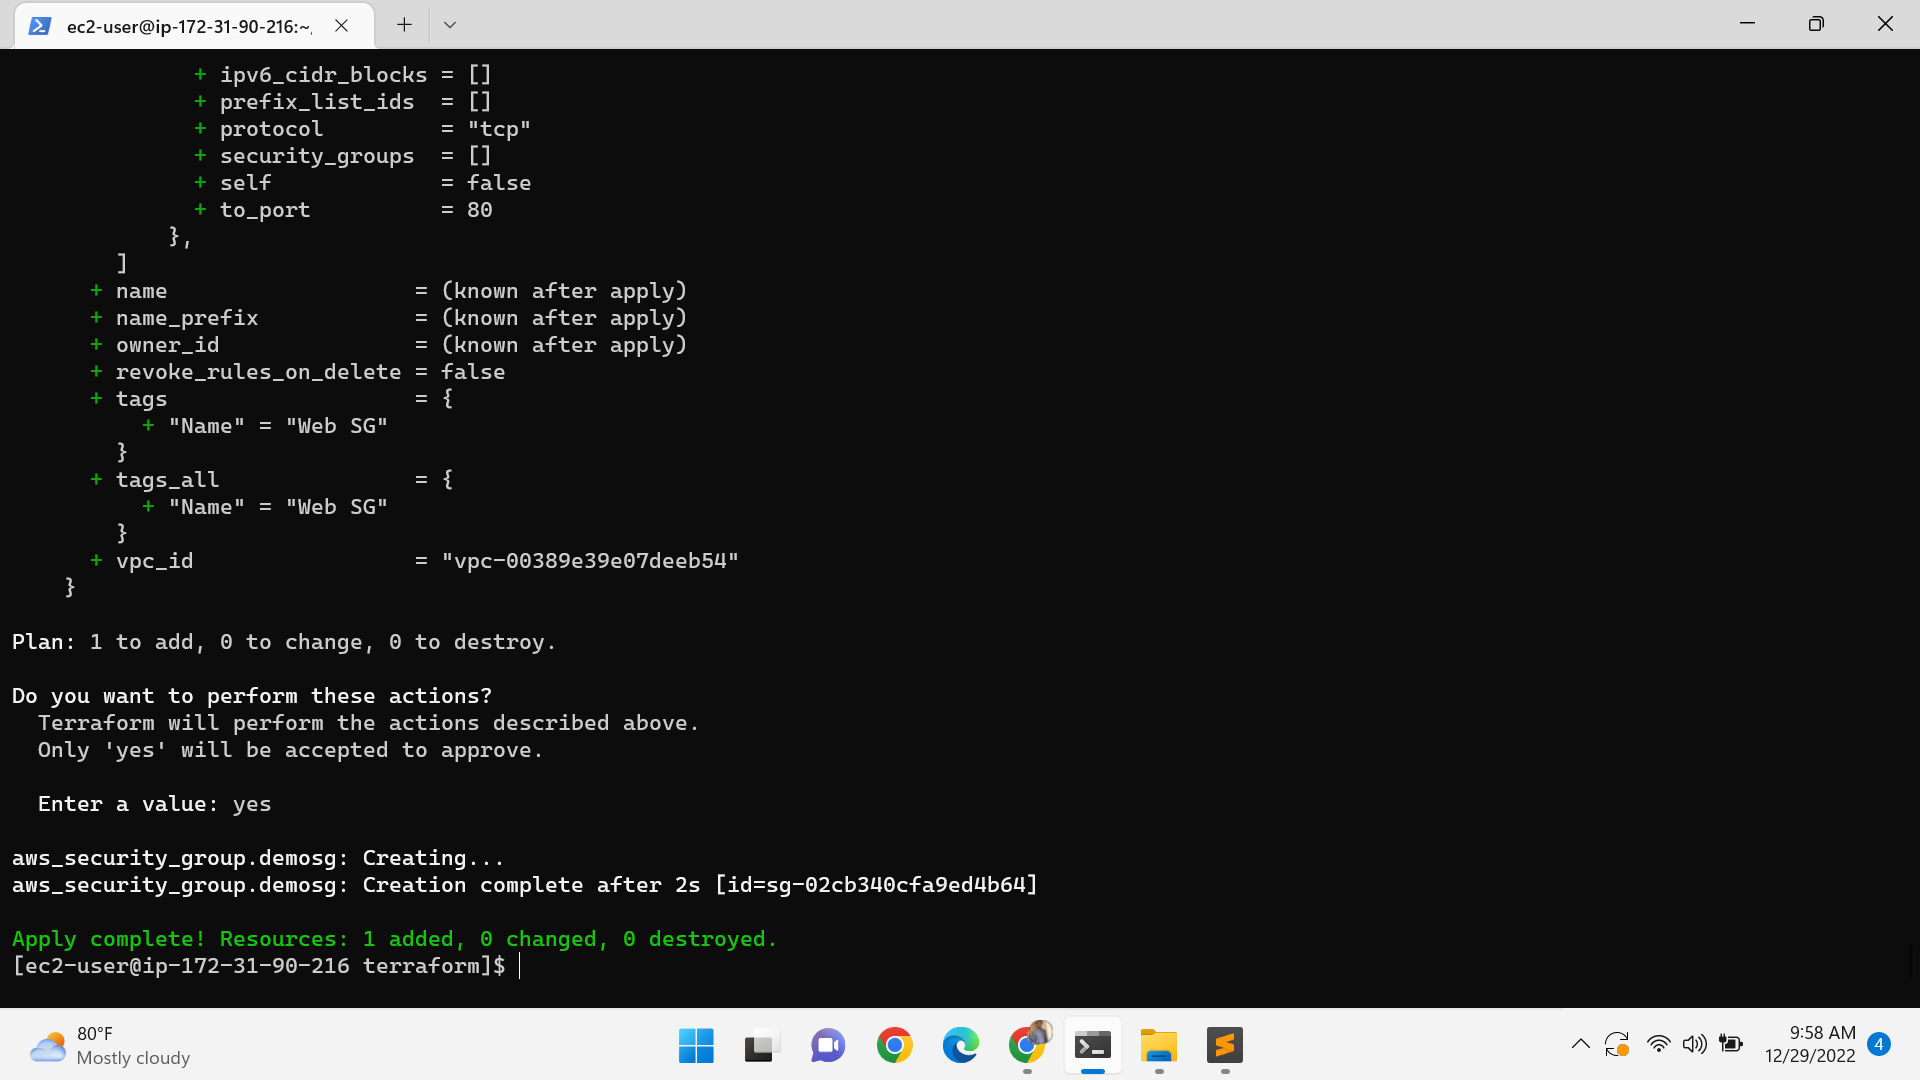 ec2-user@ip-172-31-90-216:~,
+ ipv6_cidr_blocks = []
+ prefix_list_ids  = []
+ protocol         = "tcp"
+ security_groups  = []
+ self             = false
+ to_port          = 80
},
]
+ name                   = (known after apply)
+ name_prefix            = (known after apply)
+ owner_id               = (known after apply)
+ revoke_rules_on_delete = false
+ tags                   = {
+ "Name" = "Web SG"
}
+ tags_all               = {
+ "Name" = "Web SG"
}
+ vpc_id                 = "vpc-00389e39e07deeb54"
}
Plan: 1 to add, 0 to change, 0 to destroy.
Do you want to perform these actions?
Terraform will perform the actions described above.
Only 'yes' will be accepted to approve.
Enter a value: yes
aws_security_group.demosg: Creating...
aws_security_group.demosg: Creation complete after 2s [id=sg-02cb340cfa9ed4b64]
Apply complete! Resources: 1 added, 0 changed, 0 destroyed.
[ec2-user@ip-172-31-90-216 terraform]$
80°F
Mostly cloudy
9:58 AM
12/29/2022
4